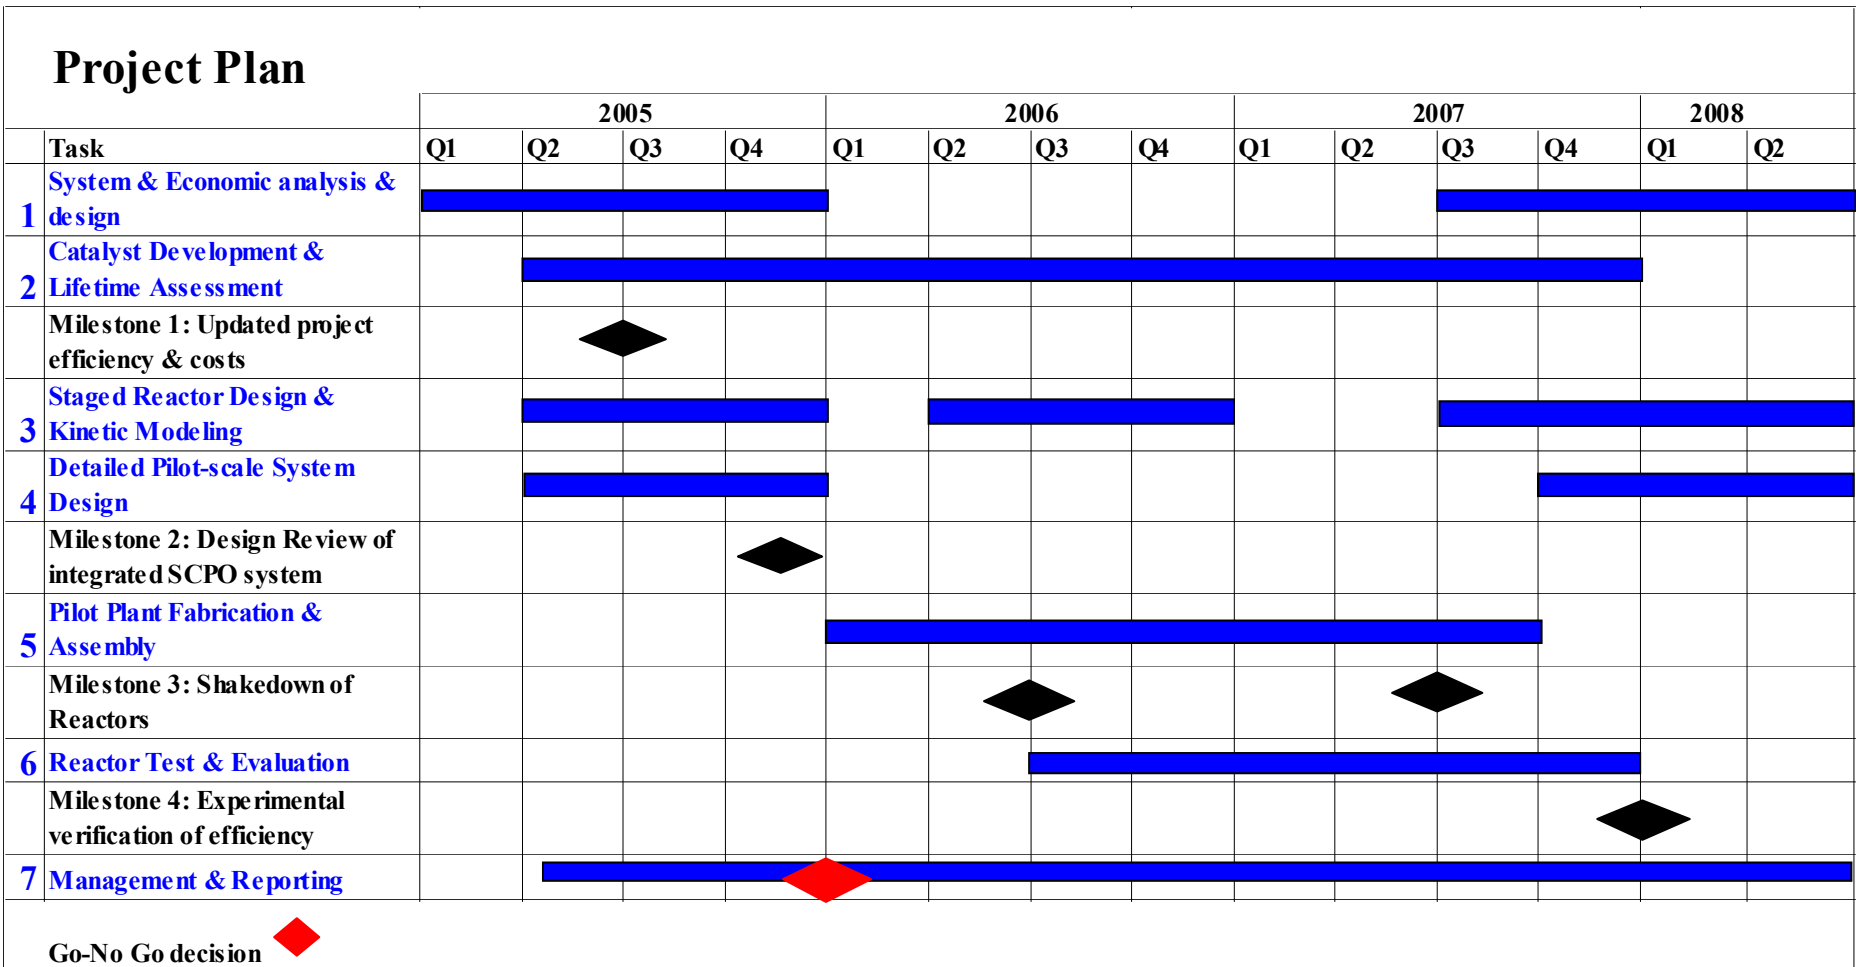 Project Plan
2005 2006 2007 2008
Task Q1 Q2 Q3 Q4 Q1 Q2 Q3 Q4 Q1 Q2 Q3 Q4 Q1 Q2
System & Economic analysis &
1 design
Catalyst Development &
2 Lifetime Assessment
Milestone 1: Updated project
efficiency & costs
Staged Reactor Design &
3 Kinetic Modeling
Detailed Pilot-scale System
4 Design
Milestone 2: Design Review of
integrated SCPO system
Pilot Plant Fabrication &
5 Assembly
Milestone 3: Shakedown of
Reactors
6 Reactor Test & Evaluation
Milestone 4: Experimental
verification of efficiency
7 Management & Reporting
Go-No Go decision